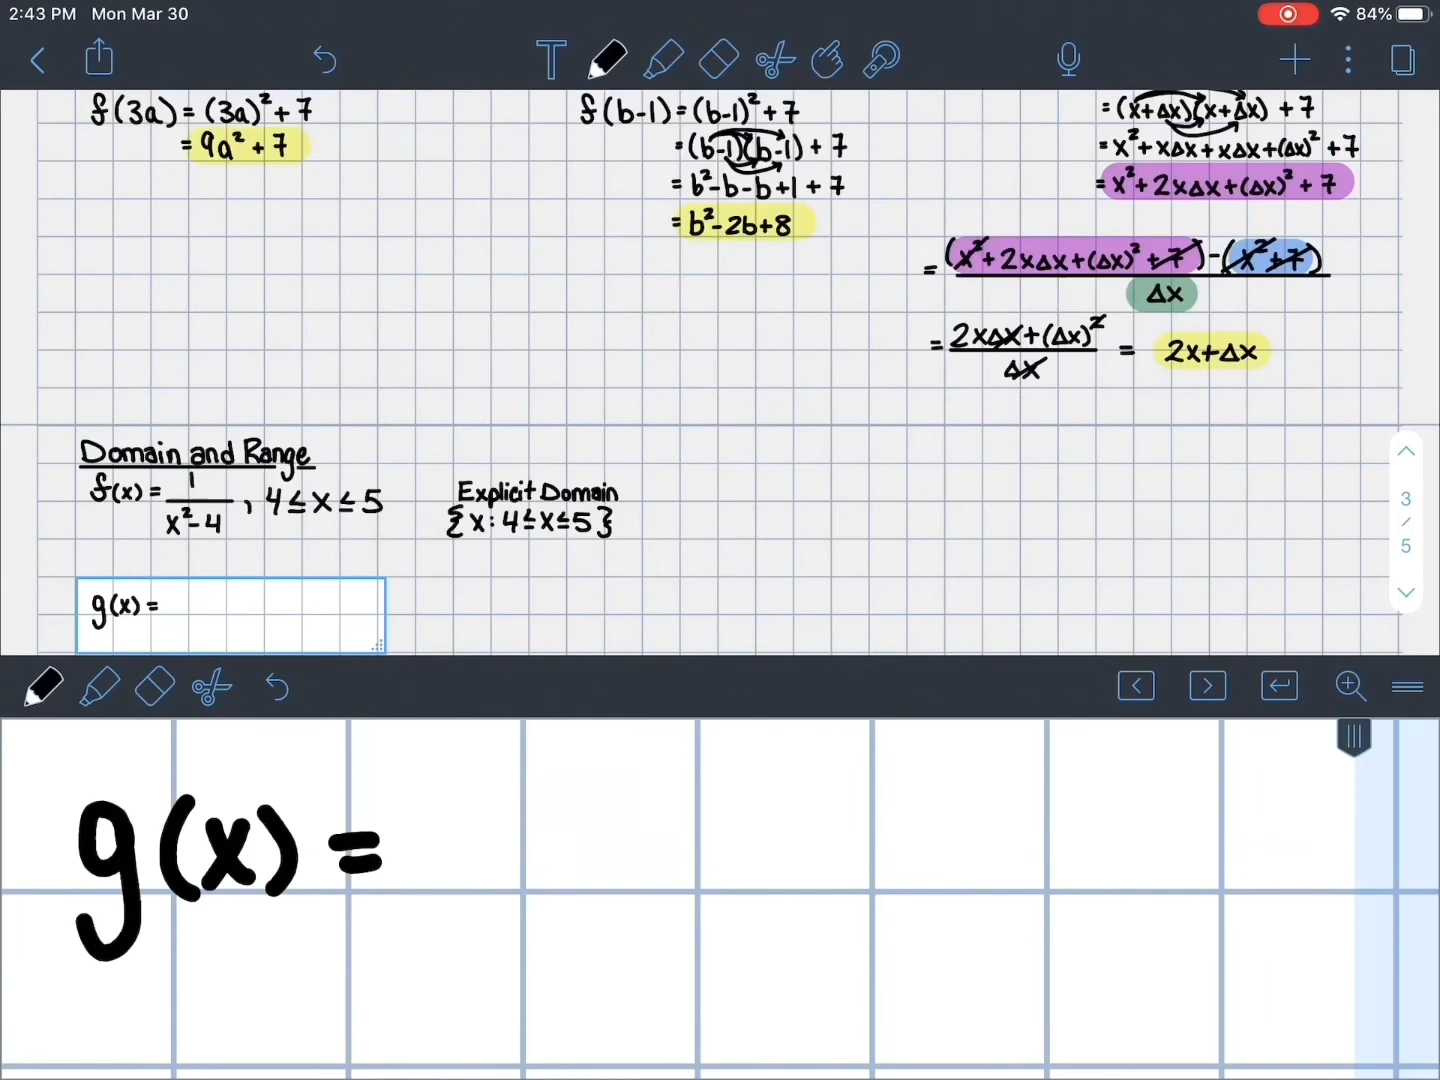 2:43 PM Mon Mar 30
84%
f(3a) = (3a)² + 7
= 9a² + 7
f(b-1) = (b-1)² + 7
= (b-1)(b-1) + 7
= b² - b - b + 1 + 7
= b² - 2b + 8
= (x+Δx)(x+Δx) + 7
= x² + xΔx + xΔx + (Δx)² + 7
= x² + 2xΔx + (Δx)² + 7
= (x² + 2xΔx + (Δx)² + 7) - (x² + 7)
Δx
= 2xΔx + (Δx)² = 2x + Δx
Δx
Domain and Range
f(x) = 1
x² - 4 , 4 ≤ x ≤ 5
Explicit Domain
{x : 4 ≤ x ≤ 5}
3
/
5
g(x) =
g(x) =